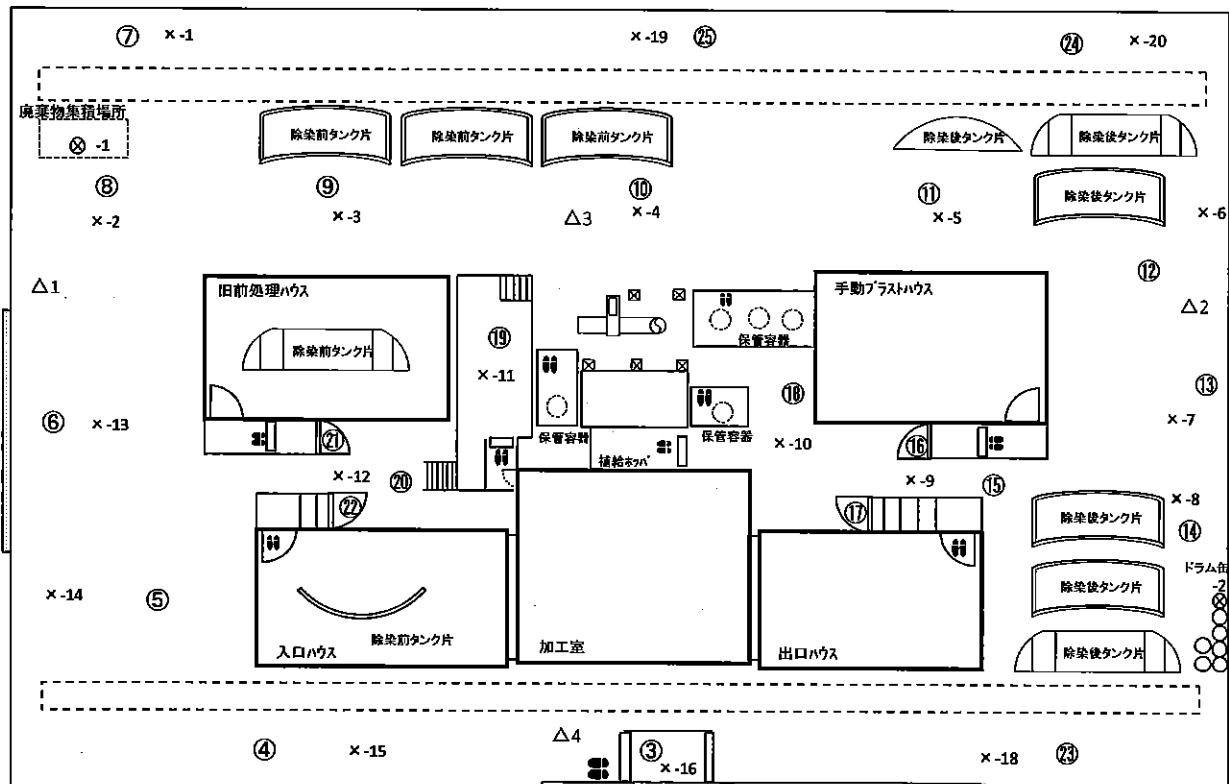 ⑦ ×-1
×-19 ㉕
㉔ ×-20
廃棄物集積場所
⊗ -1
除染前タンク片
除染前タンク片
除染前タンク片
除染後タンク片
除染後タンク片
⑧
⑨
⑩
⑪
除染後タンク片
×-2
×-3
△3
×-4
×-5
×-6
⑫
△1
旧前処理ハウス
手動ブラストハウス
△2
⑲
保管容器
除染前タンク片
×-11
⑱
⑬
⑥ ×-13
×-7
㉑
保管容器
保管容器
×-10
⑯
補給ホッパ
×-12
⑳
×-9
⑮
㉒
⑰
×-8
除染後タンク片
⑭
ドラム缶
-2
×-14
⑤
除染後タンク片
除染前タンク片
入口ハウス
加工室
出口ハウス
除染後タンク片
④
×-15
△4
③
×-16
×-18
㉓